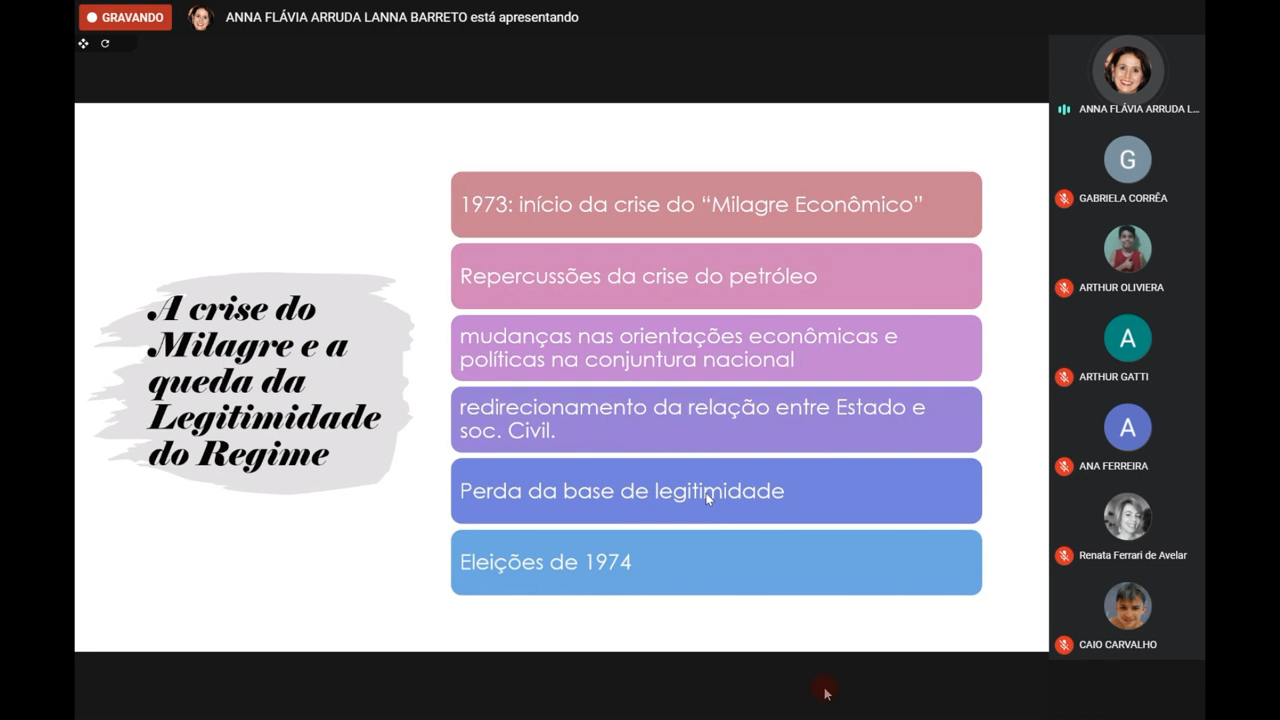 GRAVANDO
ANNA FLÁVIA ARRUDA LANNA BARRETO está apresentando
A crise do
Milagre e a
queda da
Legitimidade
do Regime
1973: início da crise do “Milagre Econômico”
Repercussões da crise do petróleo
mudanças nas orientações econômicas e
políticas na conjuntura nacional
redirecionamento da relação entre Estado e
soc. Civil.
Perda da base de legitimidade
Eleições de 1974
ANNA FLÁVIA ARRUDA L...
G
GABRIELA CORRÊA
ARTHUR OLIVIERA
A
ARTHUR GATTI
A
ANA FERREIRA
Renata Ferrari de Avelar
CAIO CARVALHO